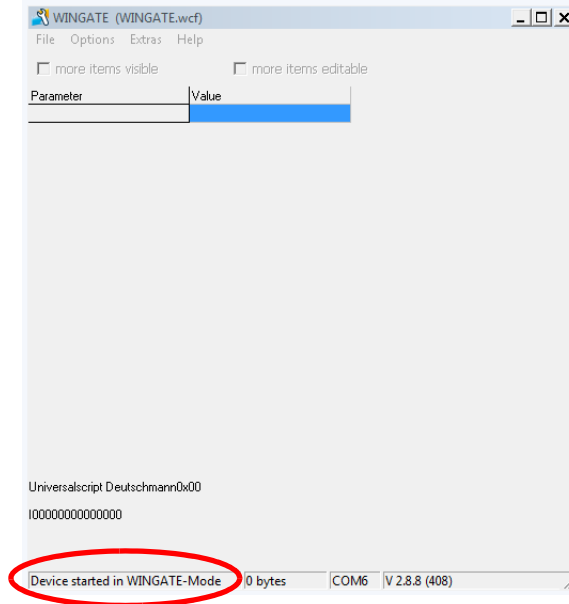 WINGATE (WINGATE.wcf)
File Options Extras Help
more items visible more items editable
Parameter Value
Universalscript Deutschmann0x00
I00000000000000
Device started in WINGATE-Mode 0 bytes COM6 V 2.8.8 (408)